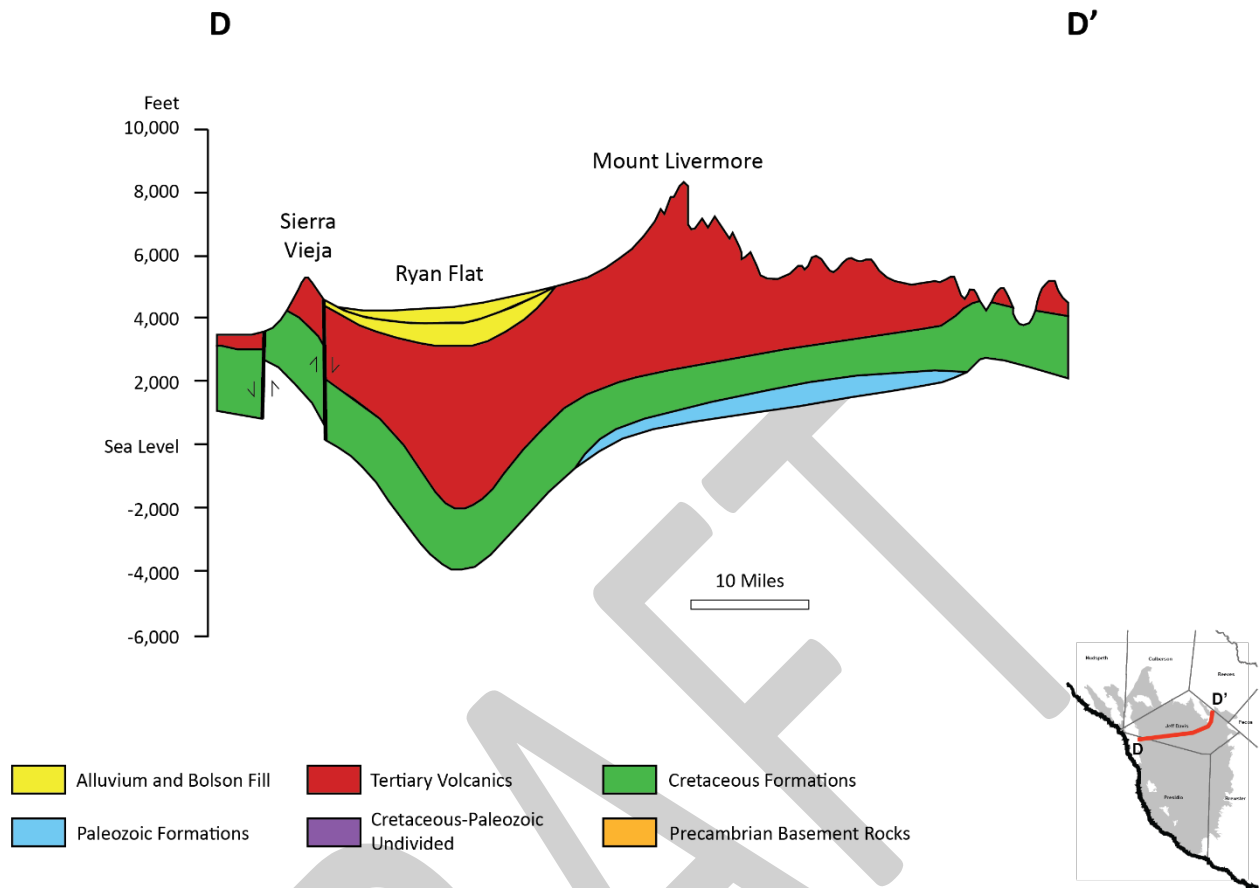 D
D’
Feet
10,000
8,000
6,000
4,000
2,000
Sea Level
-2,000
-4,000
-6,000
Sierra
Vieja
Ryan Flat
Mount Livermore
10 Miles
DRAFT
Hudspeth
Culberson
Reeves
D’
Pecos
Jeff Davis
D
Presidio
Brewster
Alluvium and Bolson Fill
Tertiary Volcanics
Cretaceous Formations
Paleozoic Formations
Cretaceous-Paleozoic
Undivided
Precambrian Basement Rocks